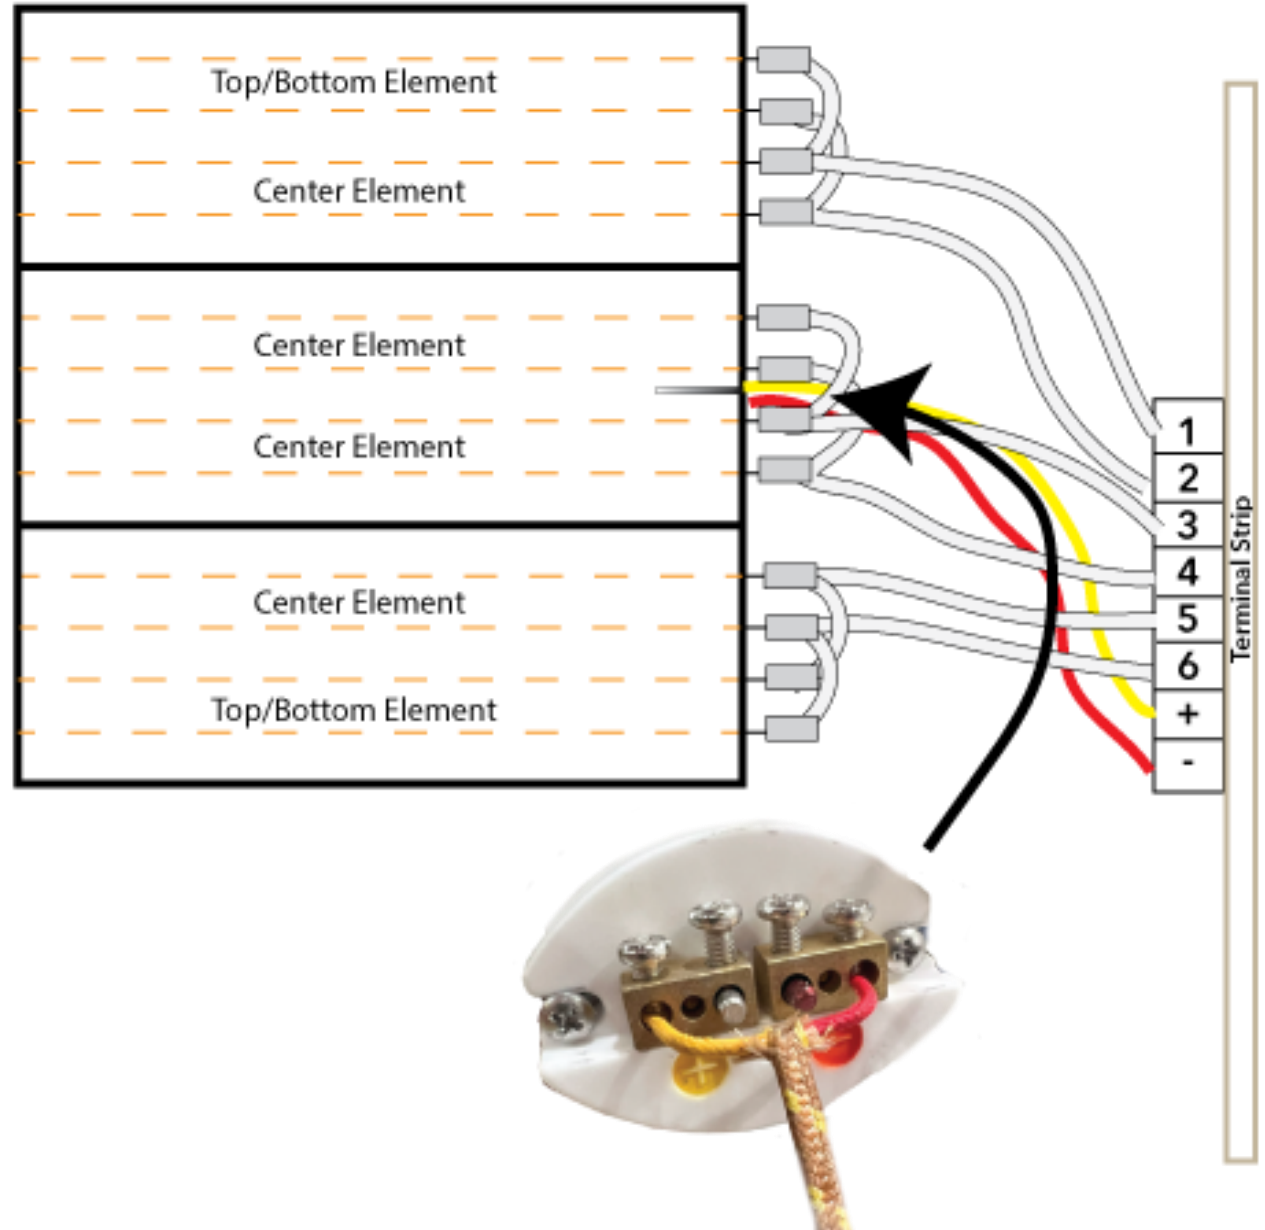 Top/Bottom Element
Center Element
Center Element
Center Element
Center Element
Top/Bottom Element
1
2
3
4
5
6
+
-
Terminal Strip
+
-